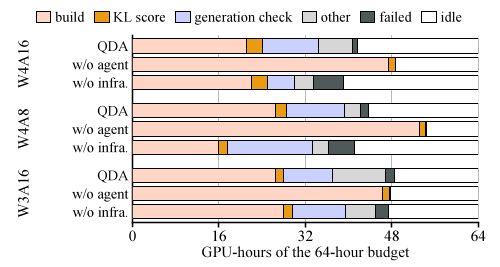 build KL score generation check other failed idle
W4A16
QDA
w/o agent
w/o infra.
W4A8
QDA
w/o agent
w/o infra.
W3A16
QDA
w/o agent
w/o infra.
0 16 32 48 64
GPU-hours of the 64-hour budget